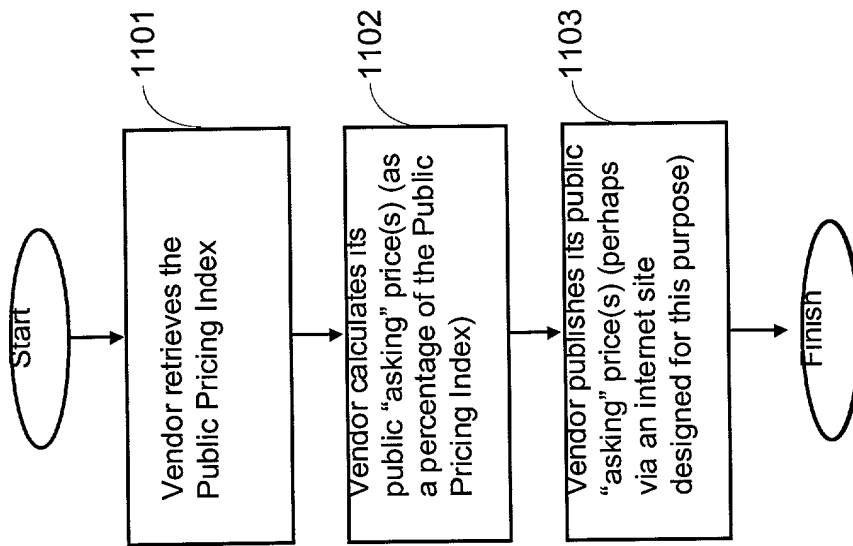 Start
1101
Vendor retrieves the
Public Pricing Index
1102
Vendor calculates its
public “asking” price(s) (as
a percentage of the Public
Pricing Index)
1103
Vendor publishes its public
“asking” price(s) (perhaps
via an internet site
designed for this purpose)
Finish